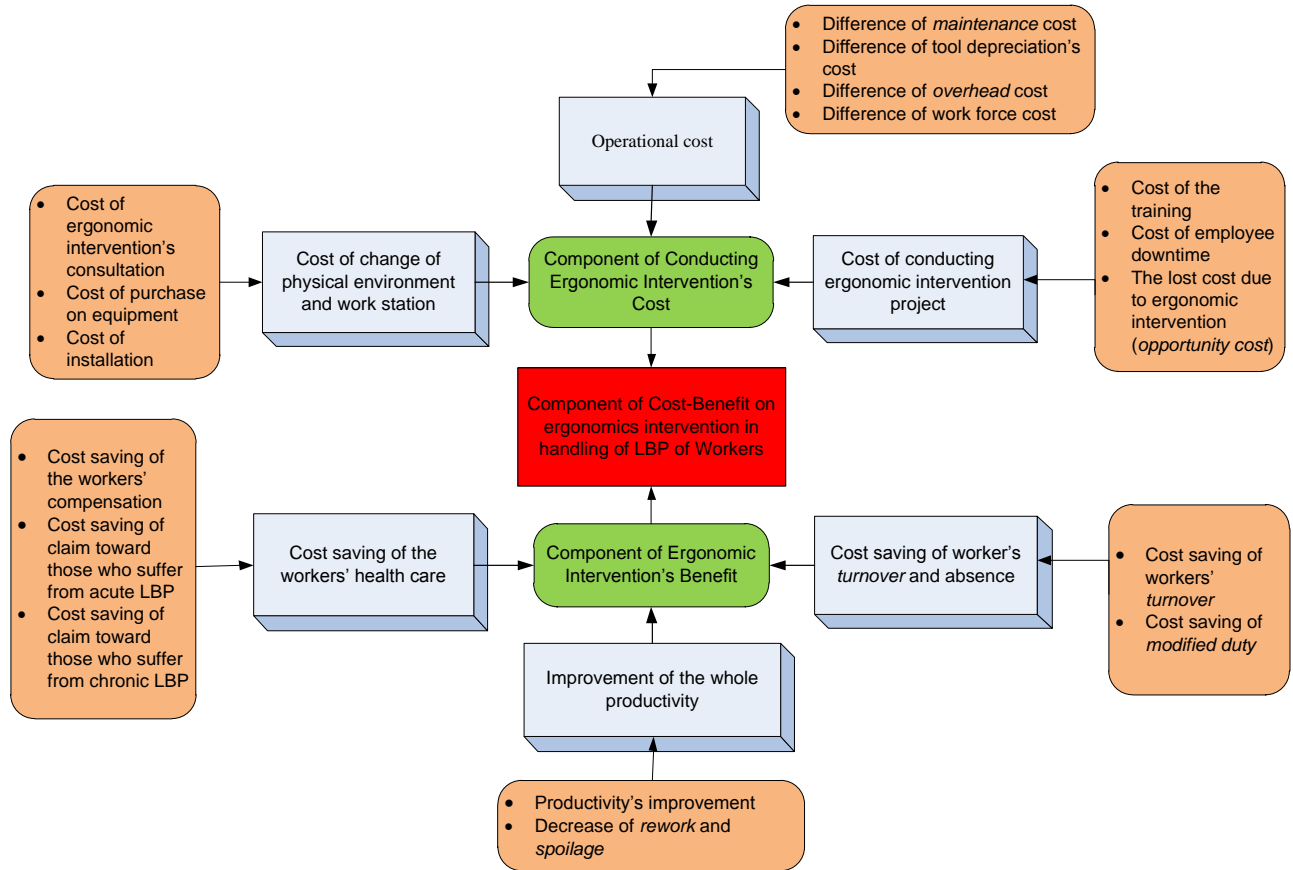 • Difference of maintenance cost
• Difference of tool depreciation's
cost
• Difference of overhead cost
• Difference of work force cost
Operational cost
• Cost of
ergonomic
intervention's
consultation
• Cost of purchase
on equipment
• Cost of
installation
Cost of change of
physical environment
and work station
Component of Conducting
Ergonomic Intervention's
Cost
Cost of conducting
ergonomic intervention
project
• Cost of the
training
• Cost of employee
downtime
• The lost cost due
to ergonomic
intervention
(opportunity cost)
Component of Cost-Benefit on
ergonomics intervention in
handling of LBP of Workers
• Cost saving of
the workers'
compensation
• Cost saving of
claim toward
those who suffer
from acute LBP
• Cost saving of
claim toward
those who suffer
from chronic LBP
Cost saving of the
workers' health care
Component of Ergonomic
Intervention's Benefit
Cost saving of worker's
turnover and absence
• Cost saving of
workers'
turnover
• Cost saving of
modified duty
Improvement of the whole
productivity
• Productivity's improvement
• Decrease of rework and
spoilage